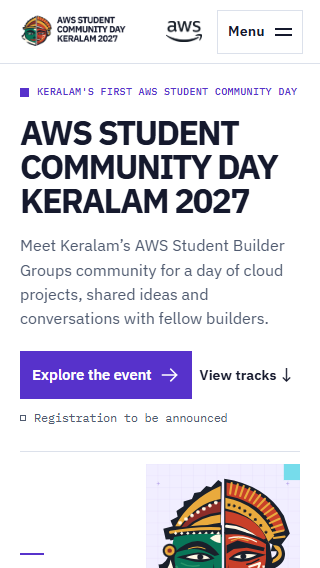 AWS STUDENT
COMMUNITY DAY
KERALAM 2027
aws
Menu
KERALAM'S FIRST AWS STUDENT COMMUNITY DAY
AWS STUDENT
COMMUNITY DAY
KERALAM 2027
Meet Keralam’s AWS Student Builder
Groups community for a day of cloud
projects, shared ideas and
conversations with fellow builders.
Explore the event →
View tracks ↓
Registration to be announced